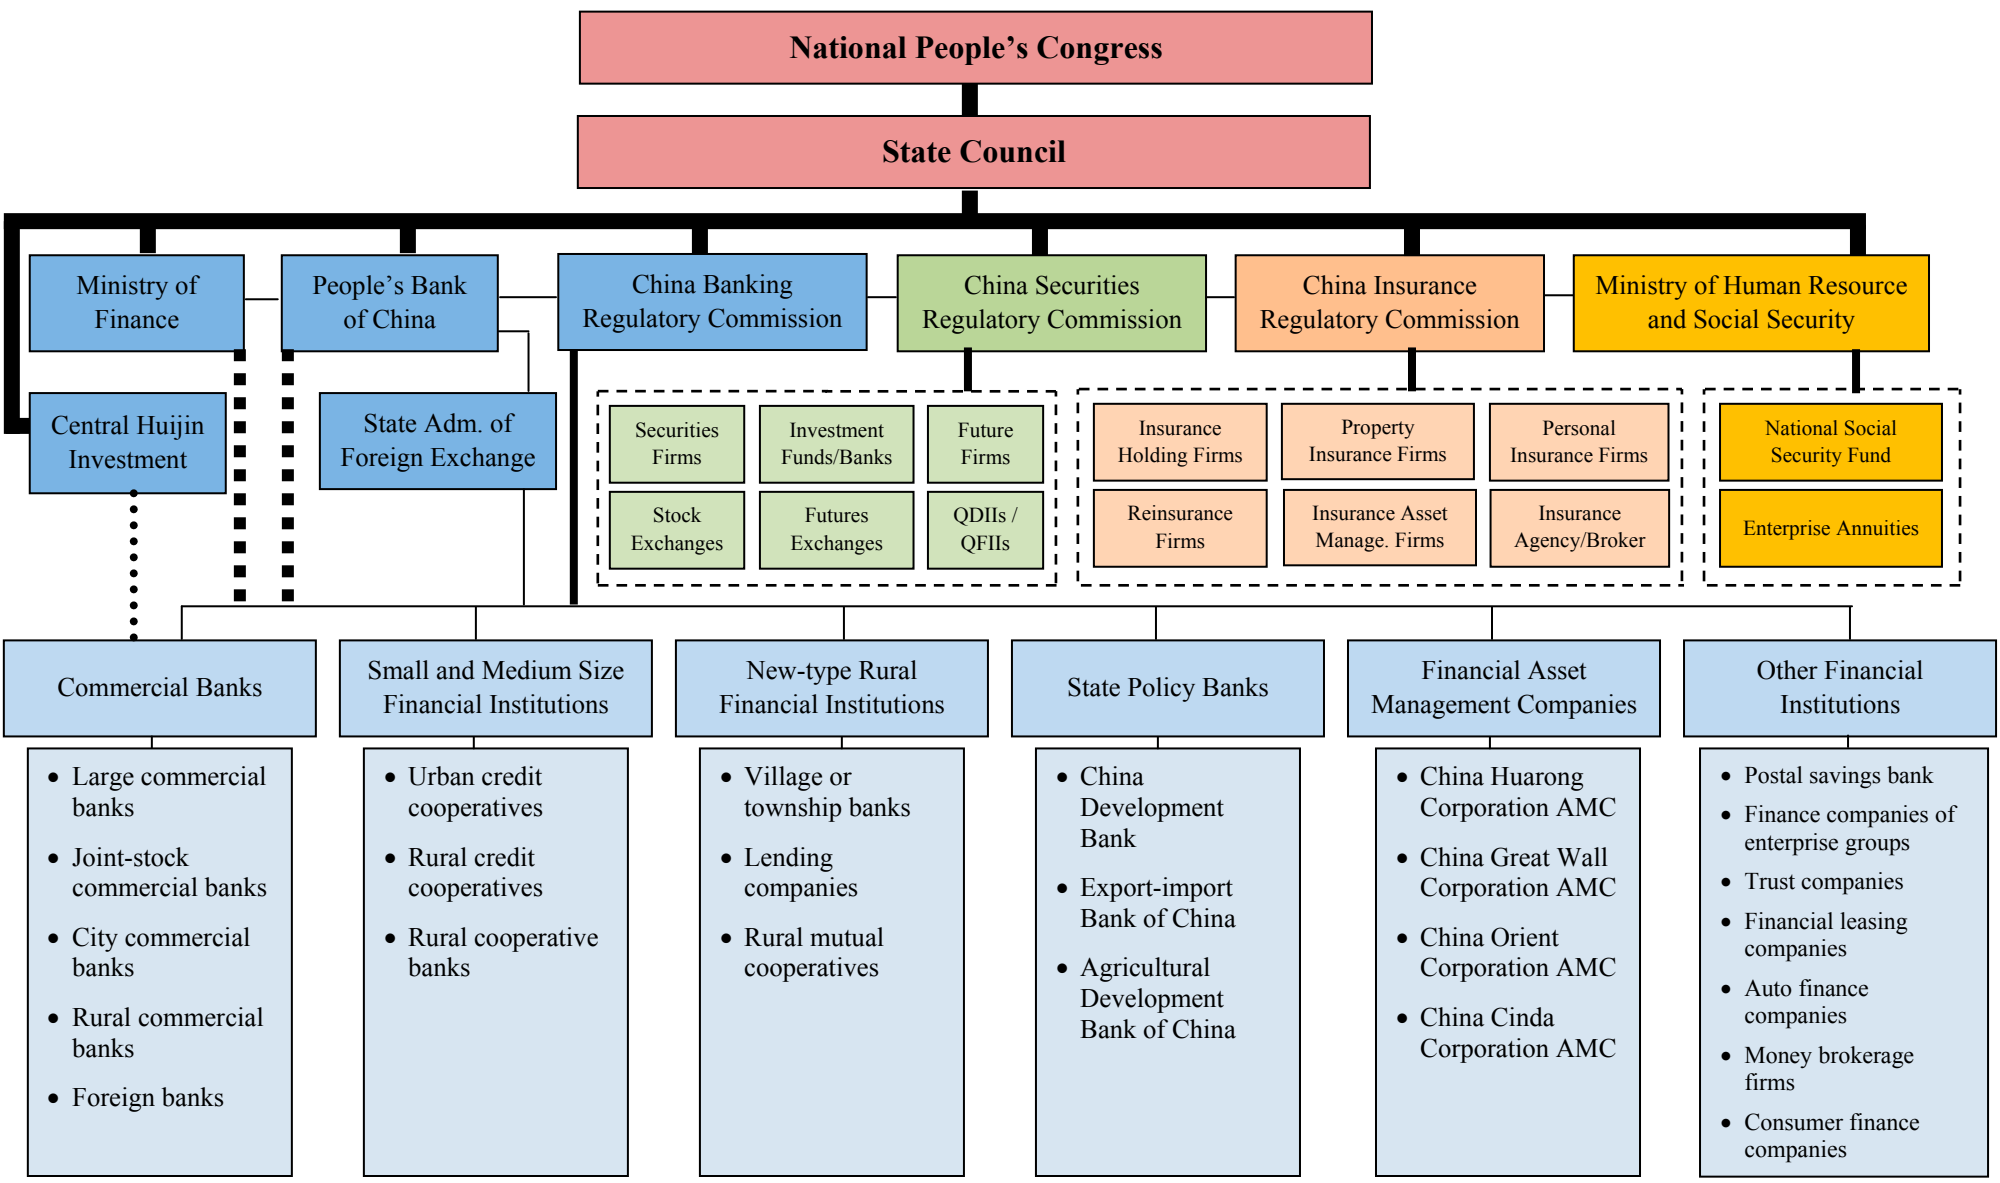 National People’s Congress
State Council
Ministry of
Finance
People’s Bank
of China
China Banking
Regulatory Commission
China Securities
Regulatory Commission
China Insurance
Regulatory Commission
Ministry of Human Resource
and Social Security
Central Huijin
Investment
State Adm. of
Foreign Exchange
Securities
Firms
Investment
Funds/Banks
Future
Firms
Stock
Exchanges
Futures
Exchanges
QDIIs /
QFIIs
Insurance
Holding Firms
Property
Insurance Firms
Personal
Insurance Firms
Reinsurance
Firms
Insurance Asset
Manage. Firms
Insurance
Agency/Broker
National Social
Security Fund
Enterprise Annuities
Commercial Banks
Small and Medium Size
Financial Institutions
New-type Rural
Financial Institutions
State Policy Banks
Financial Asset
Management Companies
Other Financial
Institutions
• Large commercial
banks
• Joint-stock
commercial banks
• City commercial
banks
• Rural commercial
banks
• Foreign banks
• Urban credit
cooperatives
• Rural credit
cooperatives
• Rural cooperative
banks
• Village or
township banks
• Lending
companies
• Rural mutual
cooperatives
• China
Development
Bank
• Export-import
Bank of China
• Agricultural
Development
Bank of China
• China Huarong
Corporation AMC
• China Great Wall
Corporation AMC
• China Orient
Corporation AMC
• China Cinda
Corporation AMC
• Postal savings bank
• Finance companies of
enterprise groups
• Trust companies
• Financial leasing
companies
• Auto finance
companies
• Money brokerage
firms
• Consumer finance
companies